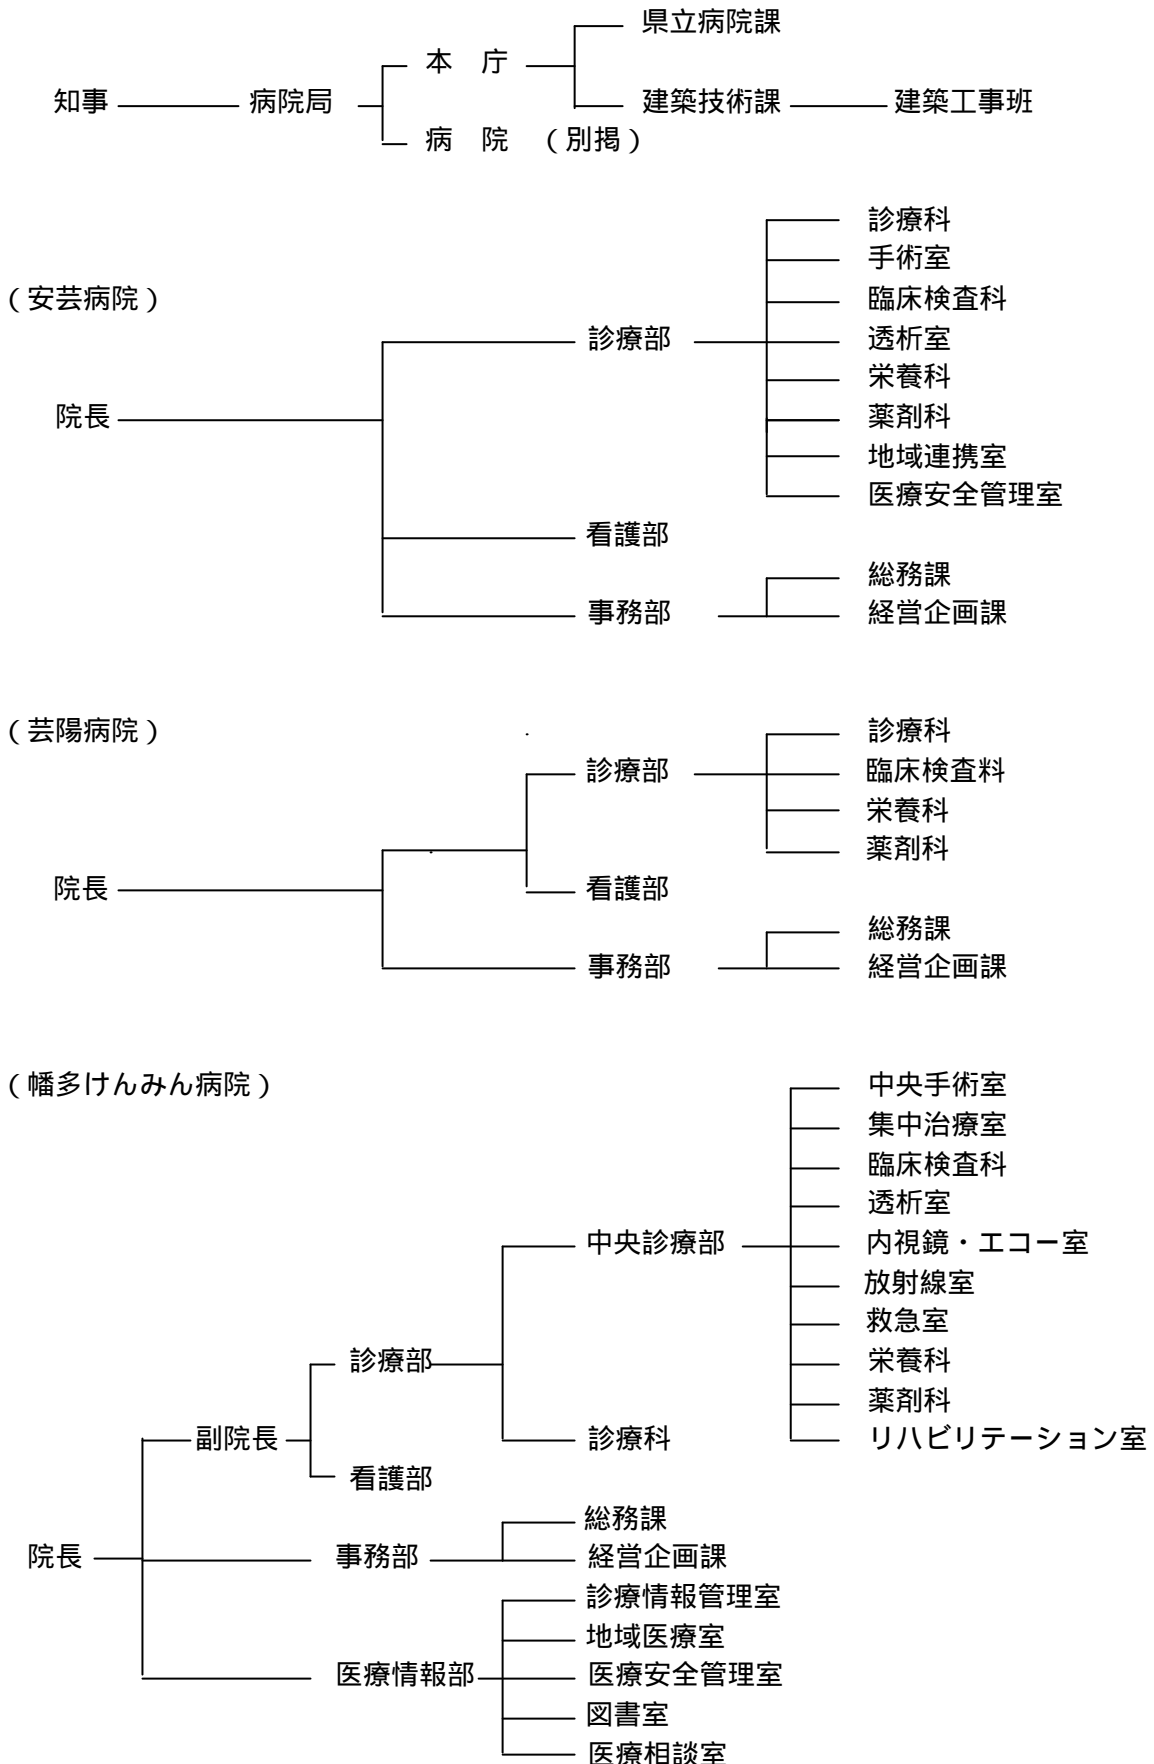 県立病院課
本　庁
知事 病院局 建築技術課 建築工事班
病　院　（別掲）
診療科
手術室
（安芸病院） 臨床検査科
診療部 透析室
栄養科
院長 薬剤科
地域連携室
医療安全管理室
看護部
総務課
事務部 経営企画課
（芸陽病院） 診療科
診療部 臨床検査料
栄養科
薬剤科
院長 看護部
総務課
事務部 経営企画課
（幡多けんみん病院） 中央手術室
集中治療室
臨床検査科
透析室
中央診療部 内視鏡・エコー室
放射線室
救急室
診療部 栄養科
薬剤科
副院長 診療科 リハビリテーション室
看護部
総務課
院長 事務部 経営企画課
診療情報管理室
地域医療室
医療情報部 医療安全管理室
図書室
医療相談室